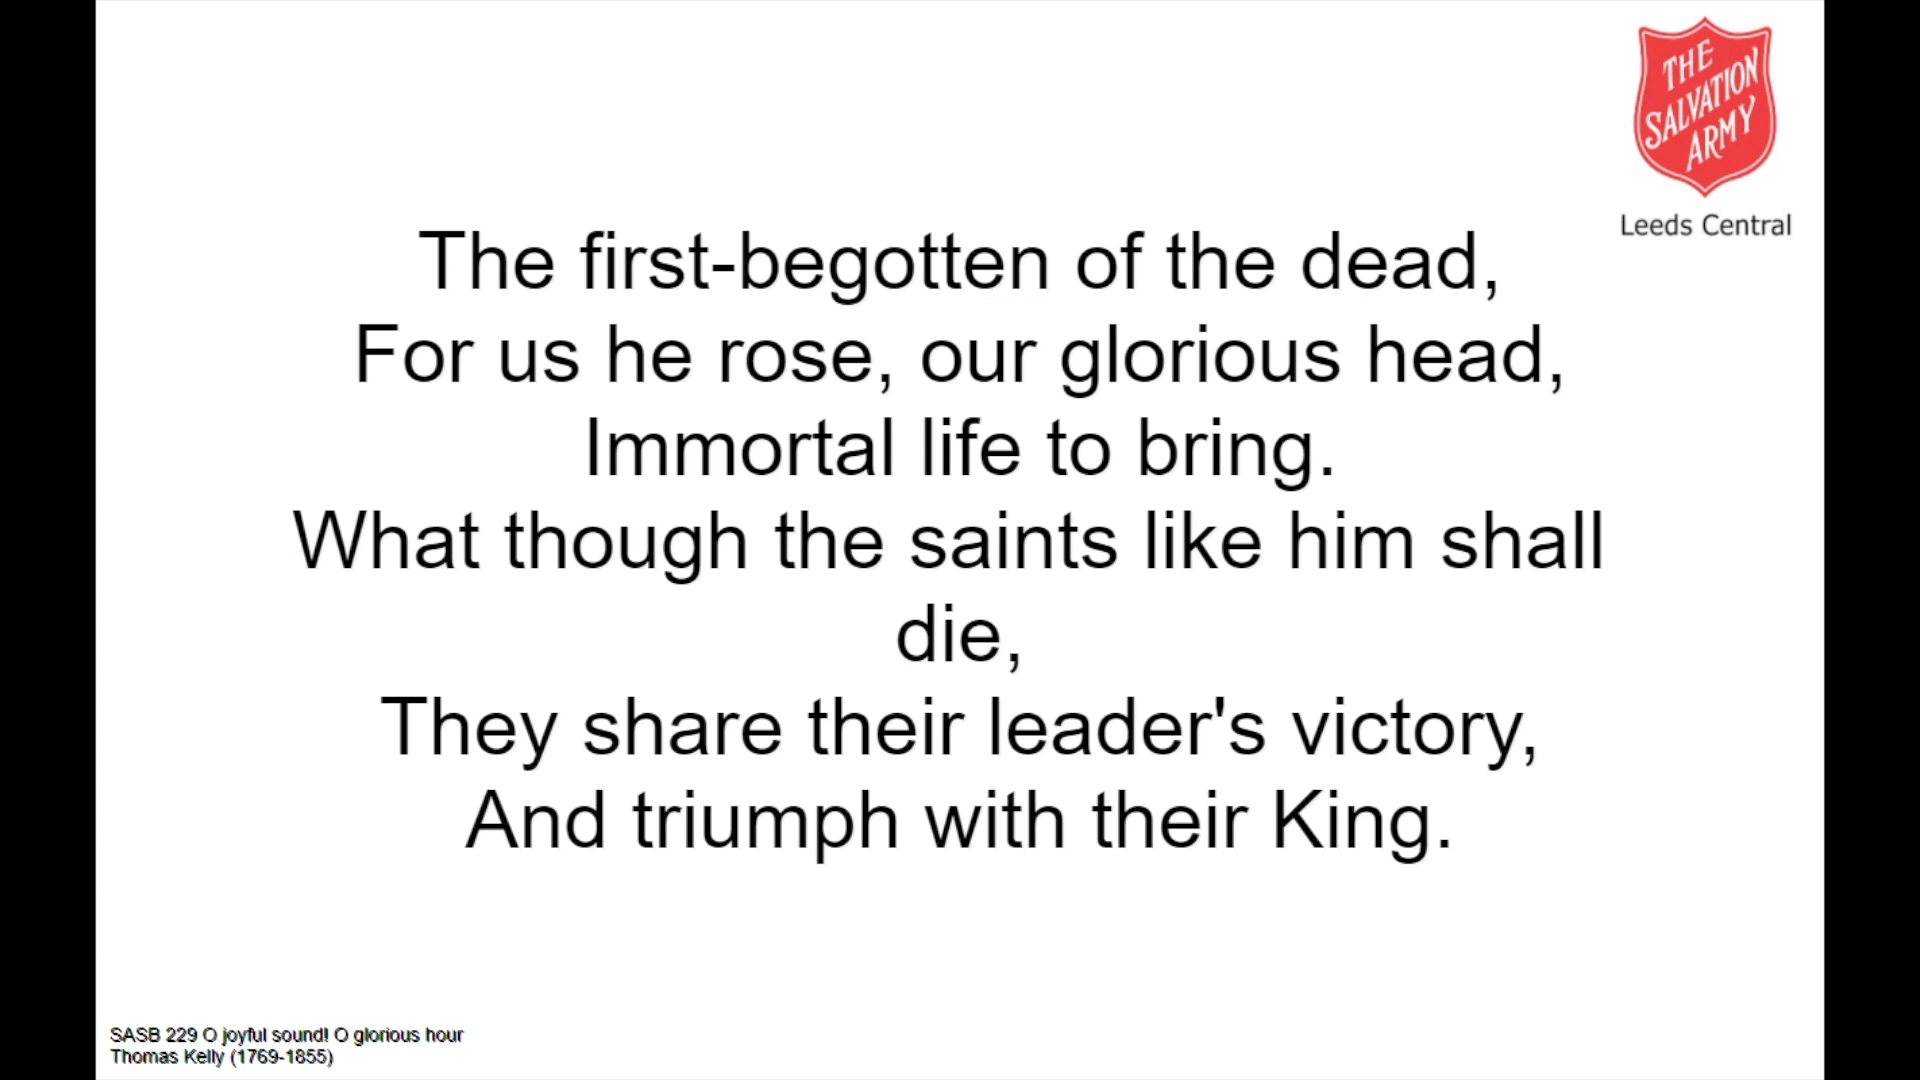 THE
SALVATION
ARMY
Leeds Central
The first-begotten of the dead,
For us he rose, our glorious head,
Immortal life to bring.
What though the saints like him shall
die,
They share their leader's victory,
And triumph with their King.
SASB 229 O joyful sound! O glorious hour
Thomas Kelly (1769-1855)